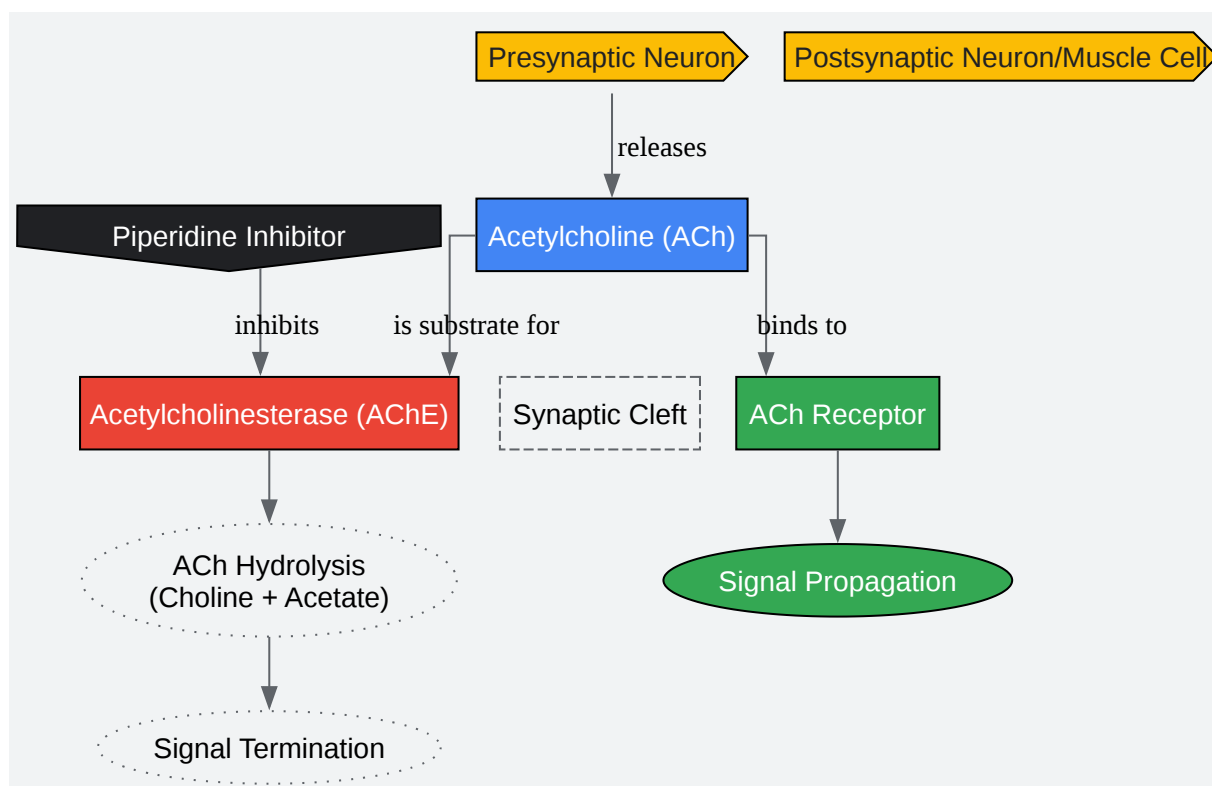 Presynaptic Neuron
Postsynaptic Neuron/Muscle Cell
releases
Piperidine Inhibitor
Acetylcholine (ACh)
inhibits
is substrate for
binds to
Acetylcholinesterase (AChE)
Synaptic Cleft
ACh Receptor
ACh Hydrolysis
(Choline + Acetate)
Signal Propagation
Signal Termination